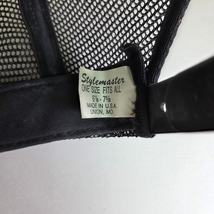 Stylemaster
ONE SIZE FITS ALL
6⅝ - 7⅝
MADE IN U.S.A.
UNION, MO.